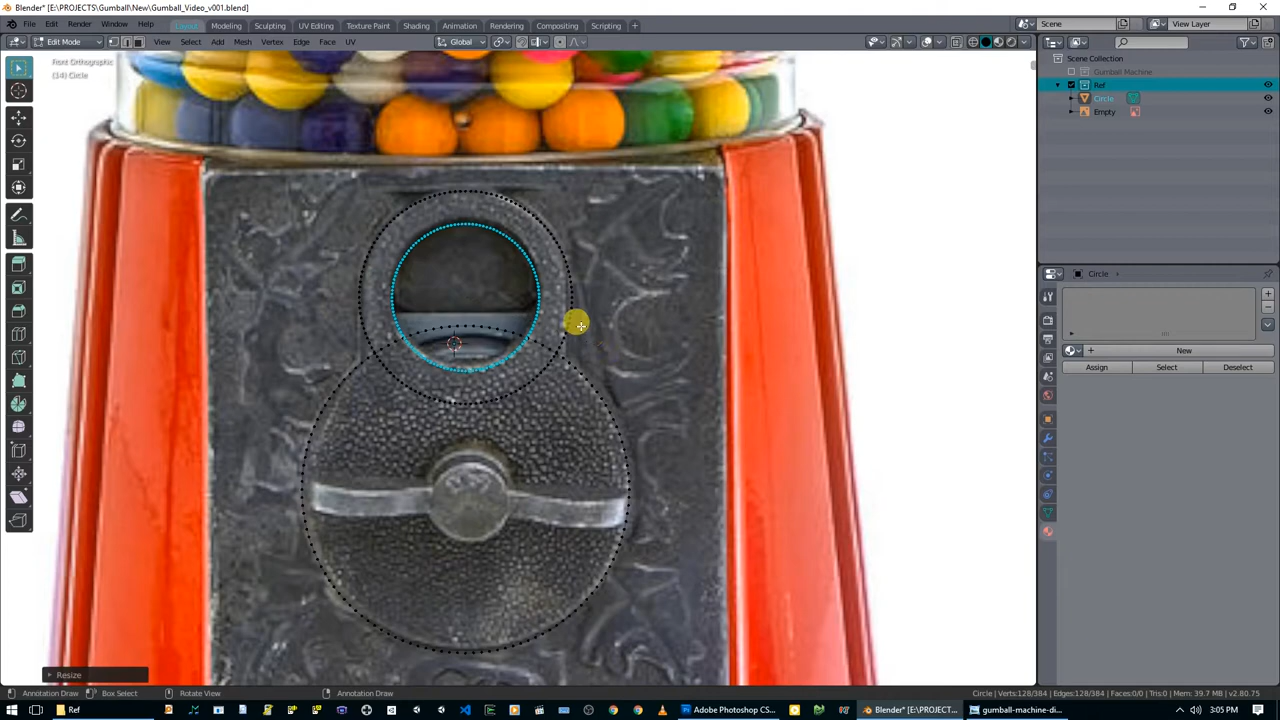 Blender* [E:\PROJECTS\Gumball\New\Gumball_Video_v001.blend]
File Edit Render Window Help Layout Modeling Sculpting UV Editing Texture Paint Shading Animation Rendering Compositing Scripting + Scene View Layer
Edit Mode View Select Add Mesh Vertex Edge Face UV Global
Front Orthographic
(14) Circle
Scene Collection
Gumball Machine
Ref
Circle
Empty
Circle
New
Assign Select Deselect
Resize
Annotation Draw Box Select Rotate View Annotation Draw Circle | Verts:128/384 | Edges:128/384 | Faces:0/0 | Tris:0 | Mem: 39.7 MB | v2.80.75
Ref Adobe Photoshop CS... Blender* [E:\PROJECT... gumball-machine-di... 3:05 PM